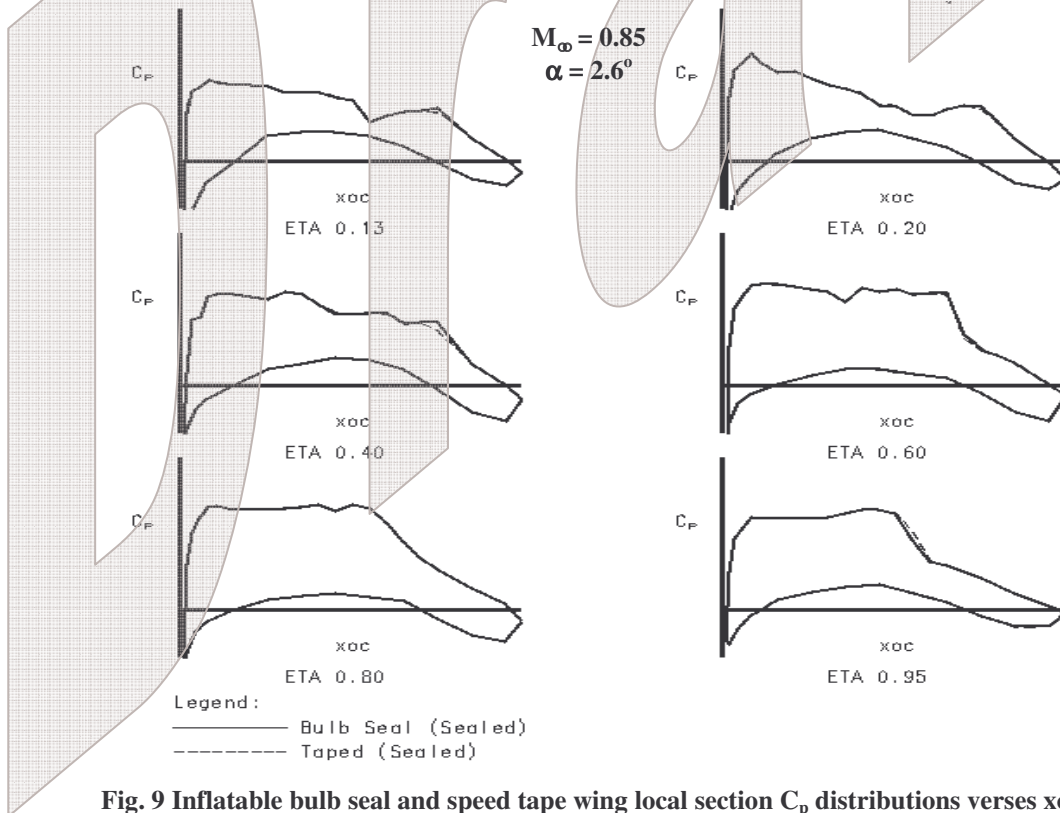 M∞ = 0.85
α = 2.6°
Cₚ
Cₚ
xoc
xoc
ETA 0.13
ETA 0.20
Cₚ
Cₚ
xoc
xoc
ETA 0.40
ETA 0.60
Cₚ
Cₚ
xoc
xoc
ETA 0.80
ETA 0.95
Legend:
Bulb Seal (Sealed)
Taped (Sealed)
Fig. 9 Inflatable bulb seal and speed tape wing local section Cₚ distributions verses